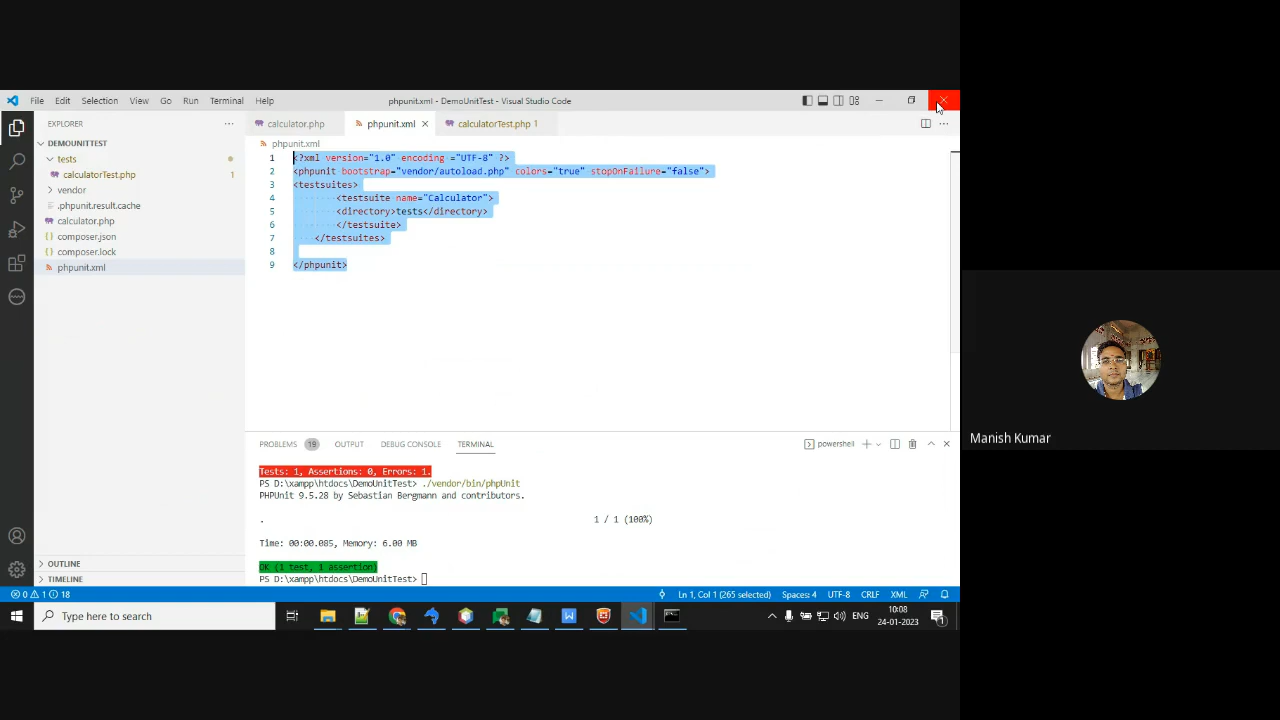 File Edit Selection View Go Run Terminal Help
phpunit.xml - DemoUnitTest - Visual Studio Code
EXPLORER
calculator.php
phpunit.xml
calculatorTest.php 1
DEMOUNITTEST
phpunit.xml
tests
calculatorTest.php 1
vendor
.phpunit.result.cache
calculator.php
composer.json
composer.lock
phpunit.xml
1 <?xml version="1.0" encoding ="UTF-8" ?>
2 <phpunit bootstrap="vendor/autoload.php" colors="true" stopOnFailure="false">
3 <testsuites>
4 <testsuite name="Calculator">
5 <directory>tests</directory>
6 </testsuite>
7 </testsuites>
8
9 </phpunit>
Manish Kumar
PROBLEMS 19 OUTPUT DEBUG CONSOLE TERMINAL
powershell
Tests: 1, Assertions: 0, Errors: 1.
PS D:\xampp\htdocs\DemoUnitTest> ./vendor/bin/phpUnit
PHPUnit 9.5.28 by Sebastian Bergmann and contributors.
. 1 / 1 (100%)
Time: 00:00.085, Memory: 6.00 MB
OK (1 test, 1 assertion)
PS D:\xampp\htdocs\DemoUnitTest>
OUTLINE
TIMELINE
0 1 18
Ln 1, Col 1 (265 selected) Spaces: 4 UTF-8 CRLF XML
Type here to search
ENG
10:08
24-01-2023
1